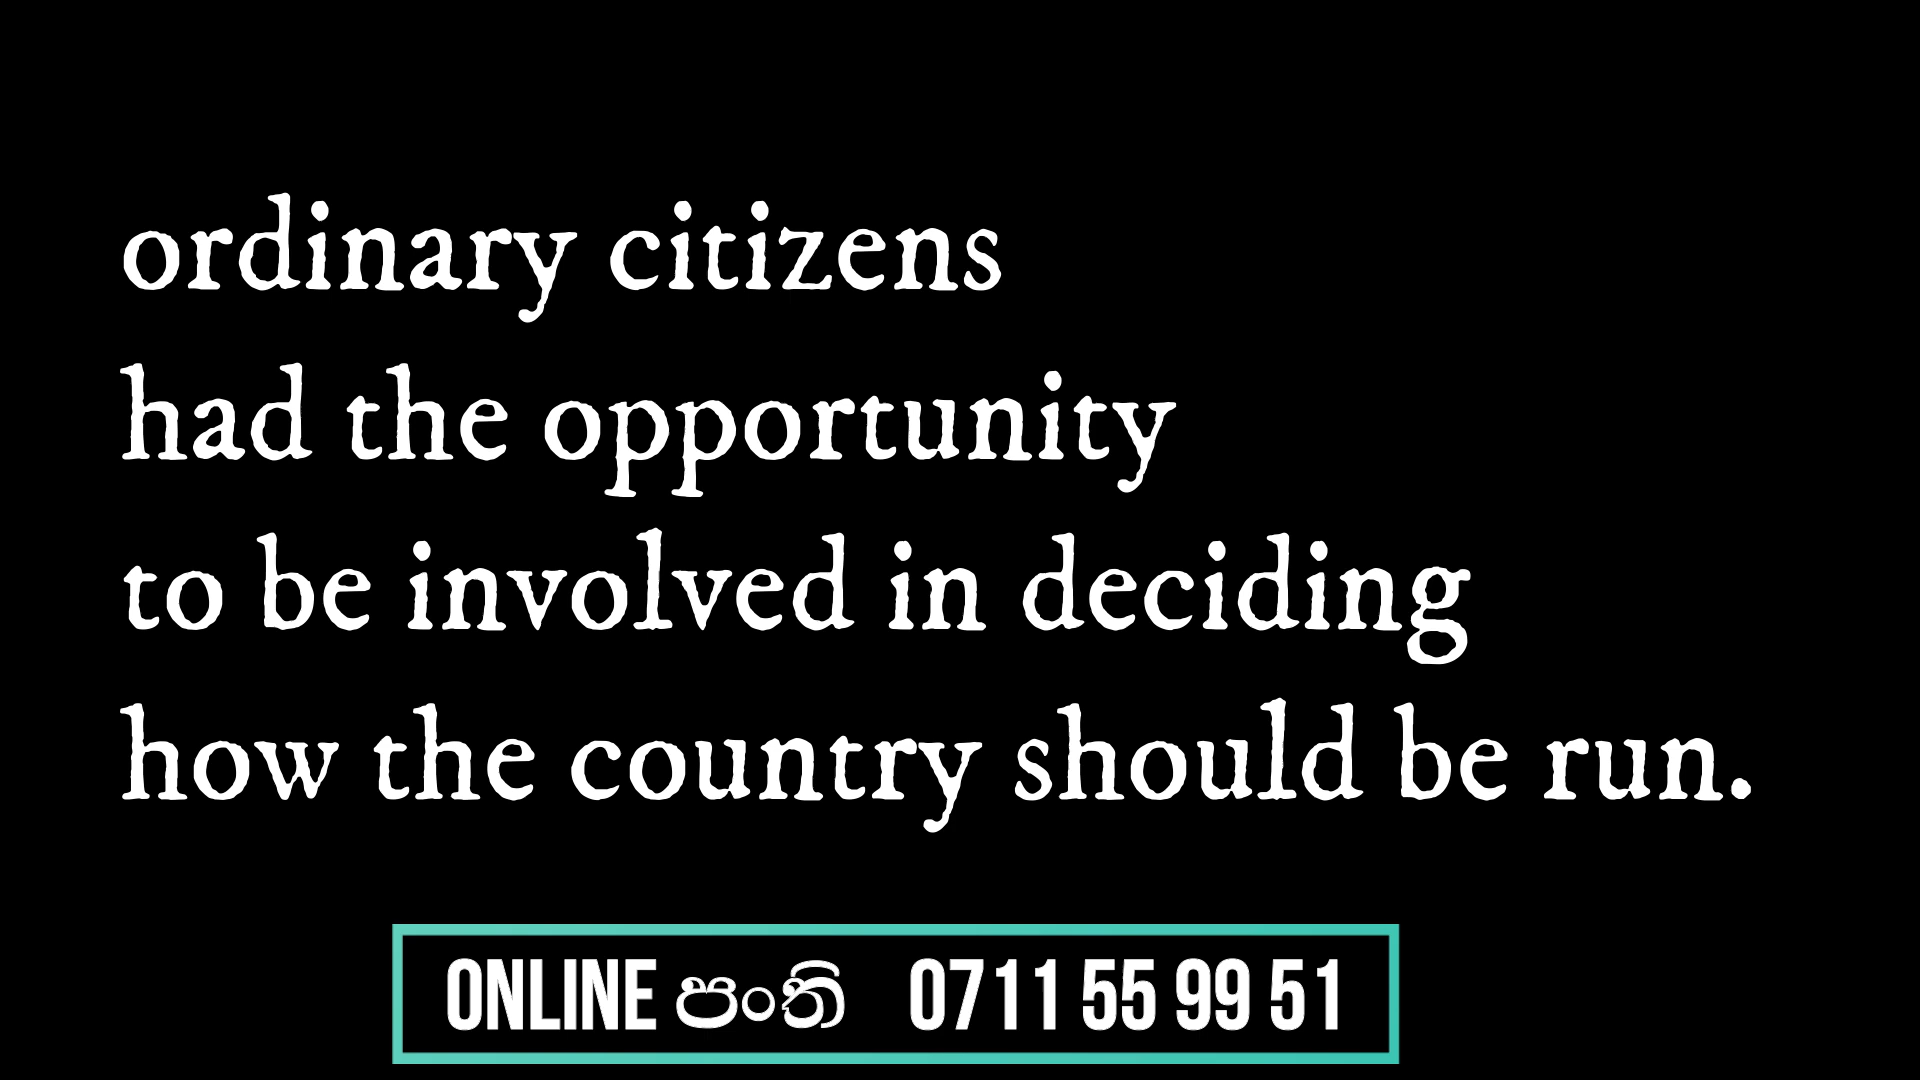 ordinary citizens
had the opportunity
to be involved in deciding
how the country should be run.
ONLINE පංති 0711 55 99 51